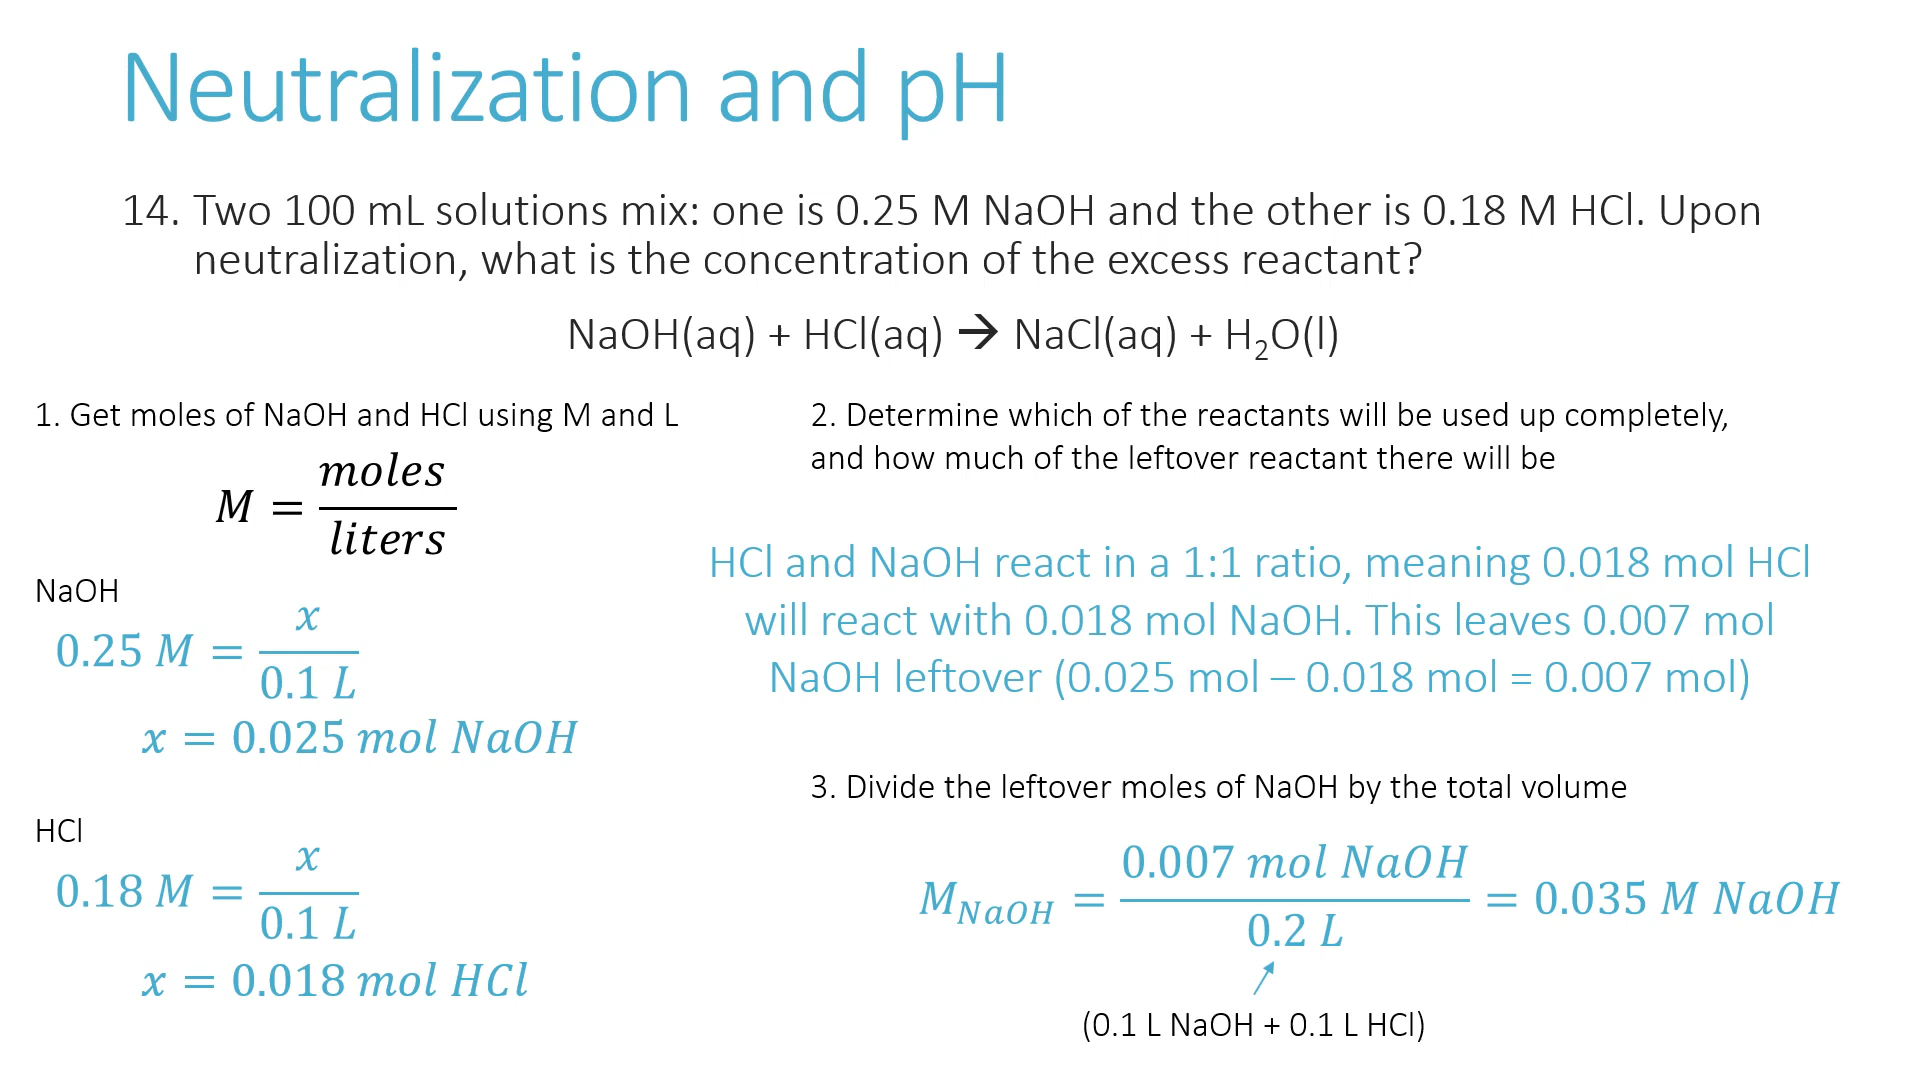 Neutralization and pH
14. Two 100 mL solutions mix: one is 0.25 M NaOH and the other is 0.18 M HCl. Upon
neutralization, what is the concentration of the excess reactant?
NaOH(aq) + HCl(aq) → NaCl(aq) + H₂O(l)
1. Get moles of NaOH and HCl using M and L
M = moles / liters
NaOH
0.25 M = x / 0.1 L
x = 0.025 mol NaOH
HCl
0.18 M = x / 0.1 L
x = 0.018 mol HCl
2. Determine which of the reactants will be used up completely,
and how much of the leftover reactant there will be
HCl and NaOH react in a 1:1 ratio, meaning 0.018 mol HCl
will react with 0.018 mol NaOH. This leaves 0.007 mol
NaOH leftover (0.025 mol – 0.018 mol = 0.007 mol)
3. Divide the leftover moles of NaOH by the total volume
M_NaOH = 0.007 mol NaOH / 0.2 L = 0.035 M NaOH
(0.1 L NaOH + 0.1 L HCl)